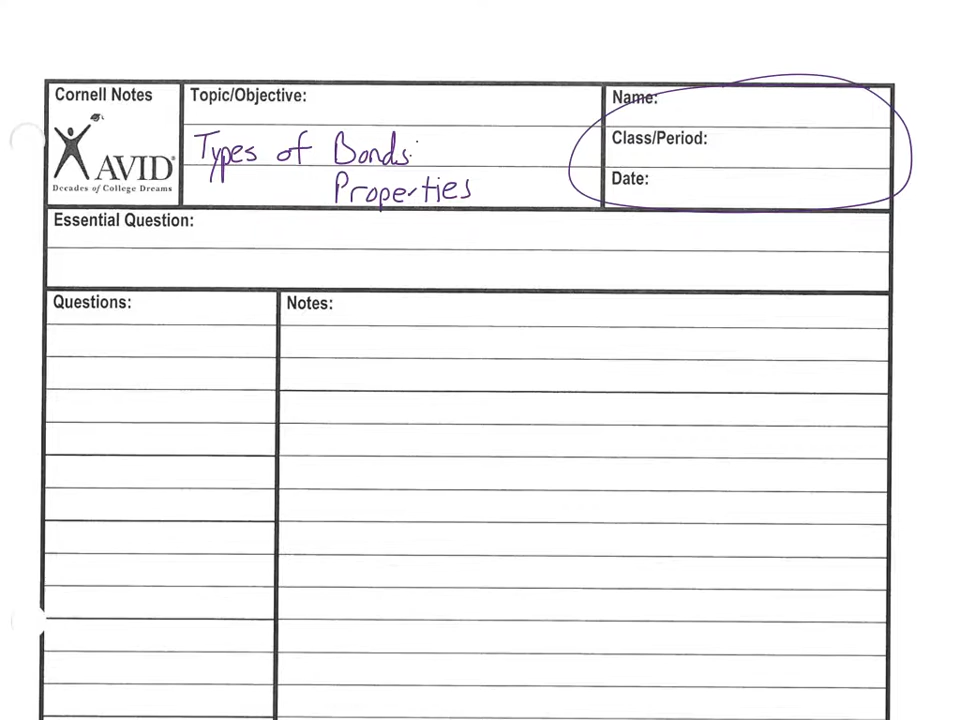 Cornell Notes
AVID
Decades of College Dreams
Topic/Objective:
Types of Bonds:
Properties
Name:
Class/Period:
Date:
Essential Question:
Questions:
Notes: